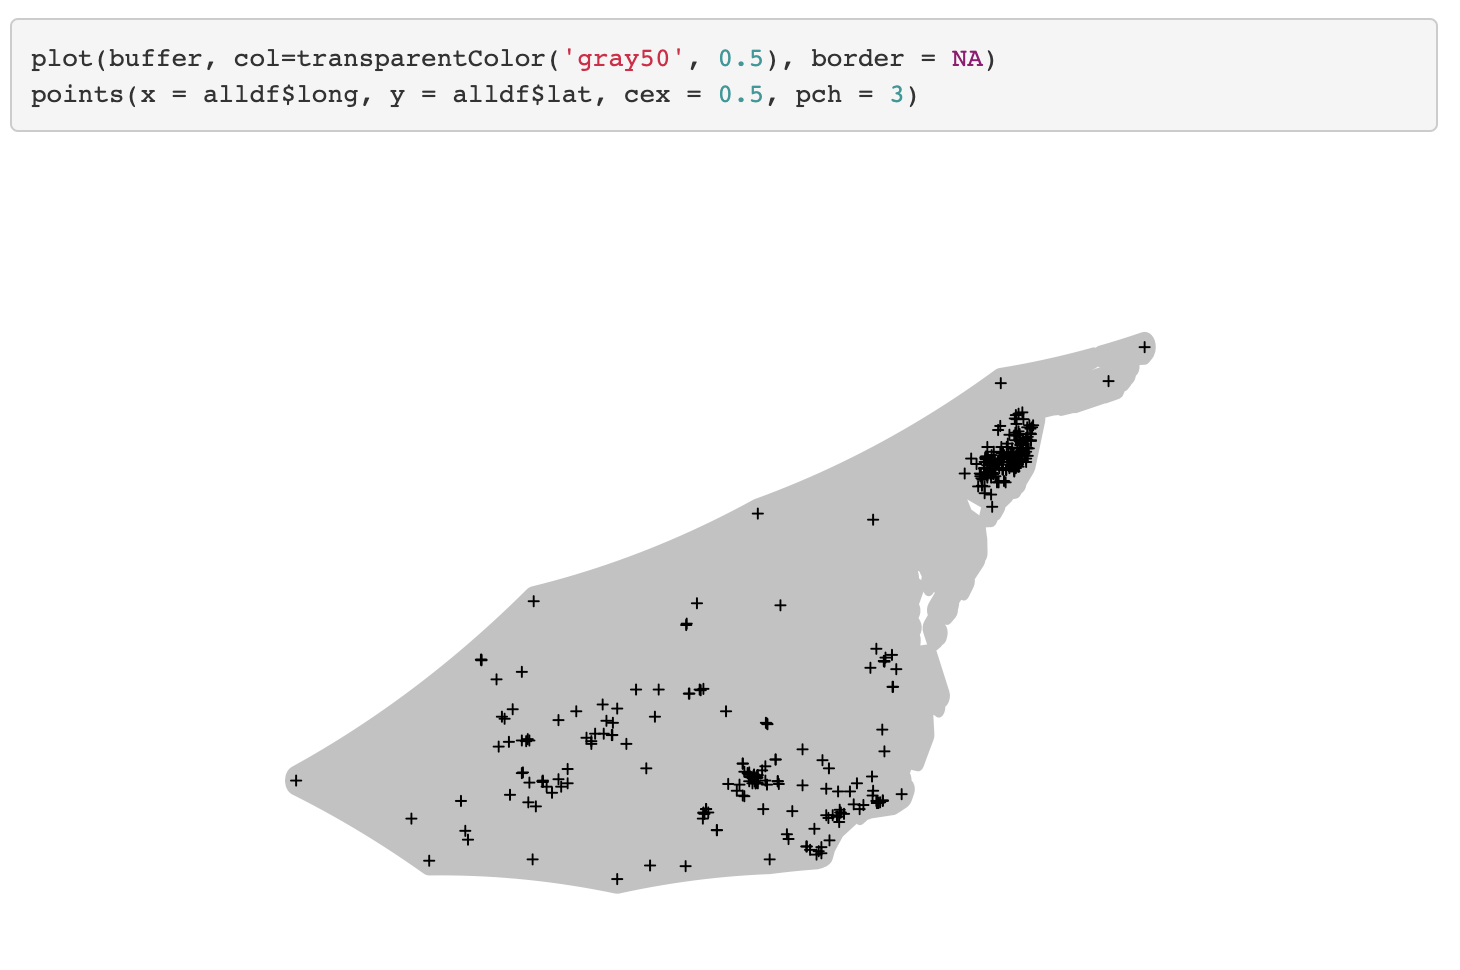 plot(buffer, col=transparentColor('gray50', 0.5), border = NA)
points(x = alldf$long, y = alldf$lat, cex = 0.5, pch = 3)